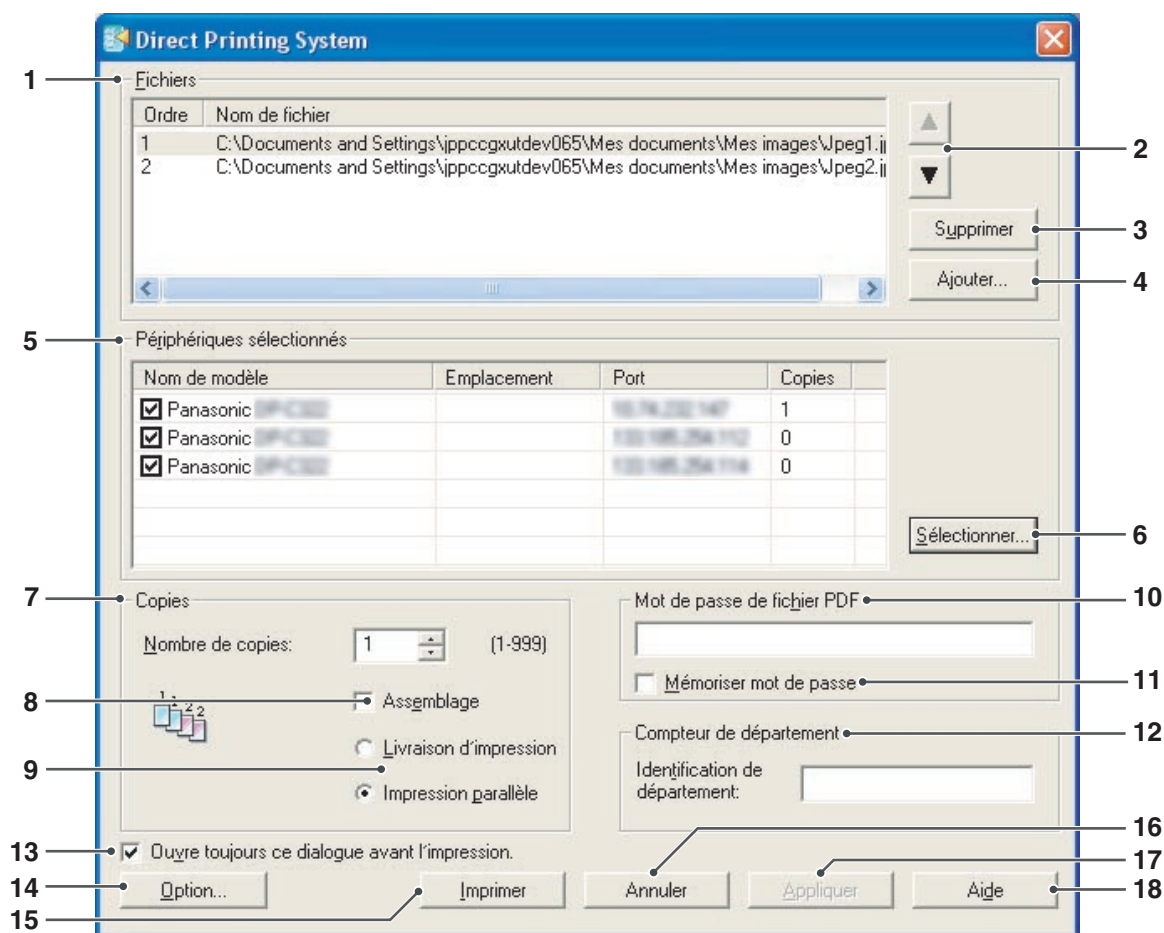 Direct Printing System
1
Fichiers
Ordre Nom de fichier
1 C:\Documents and Settings\jppccgxutdev065\Mes documents\Mes images\Jpeg1.j
2 C:\Documents and Settings\jppccgxutdev065\Mes documents\Mes images\Jpeg2.j
2
Supprimer
3
Ajouter...
4
5
Périphériques sélectionnés
Nom de modèle Emplacement Port Copies
Panasonic 1
Panasonic 0
Panasonic 0
Sélectionner...
6
7
Copies
Nombre de copies: 1 (1-999)
1 1 2 2
8
Assemblage
9
Livraison d'impression
Impression parallèle
Mot de passe de fichier PDF
10
Mémoriser mot de passe
11
Compteur de département
12
Identification de
département:
13
Ouvre toujours ce dialogue avant l'impression.
14
Option...
15
Imprimer
16
Annuler
17
Appliquer
18
Aide